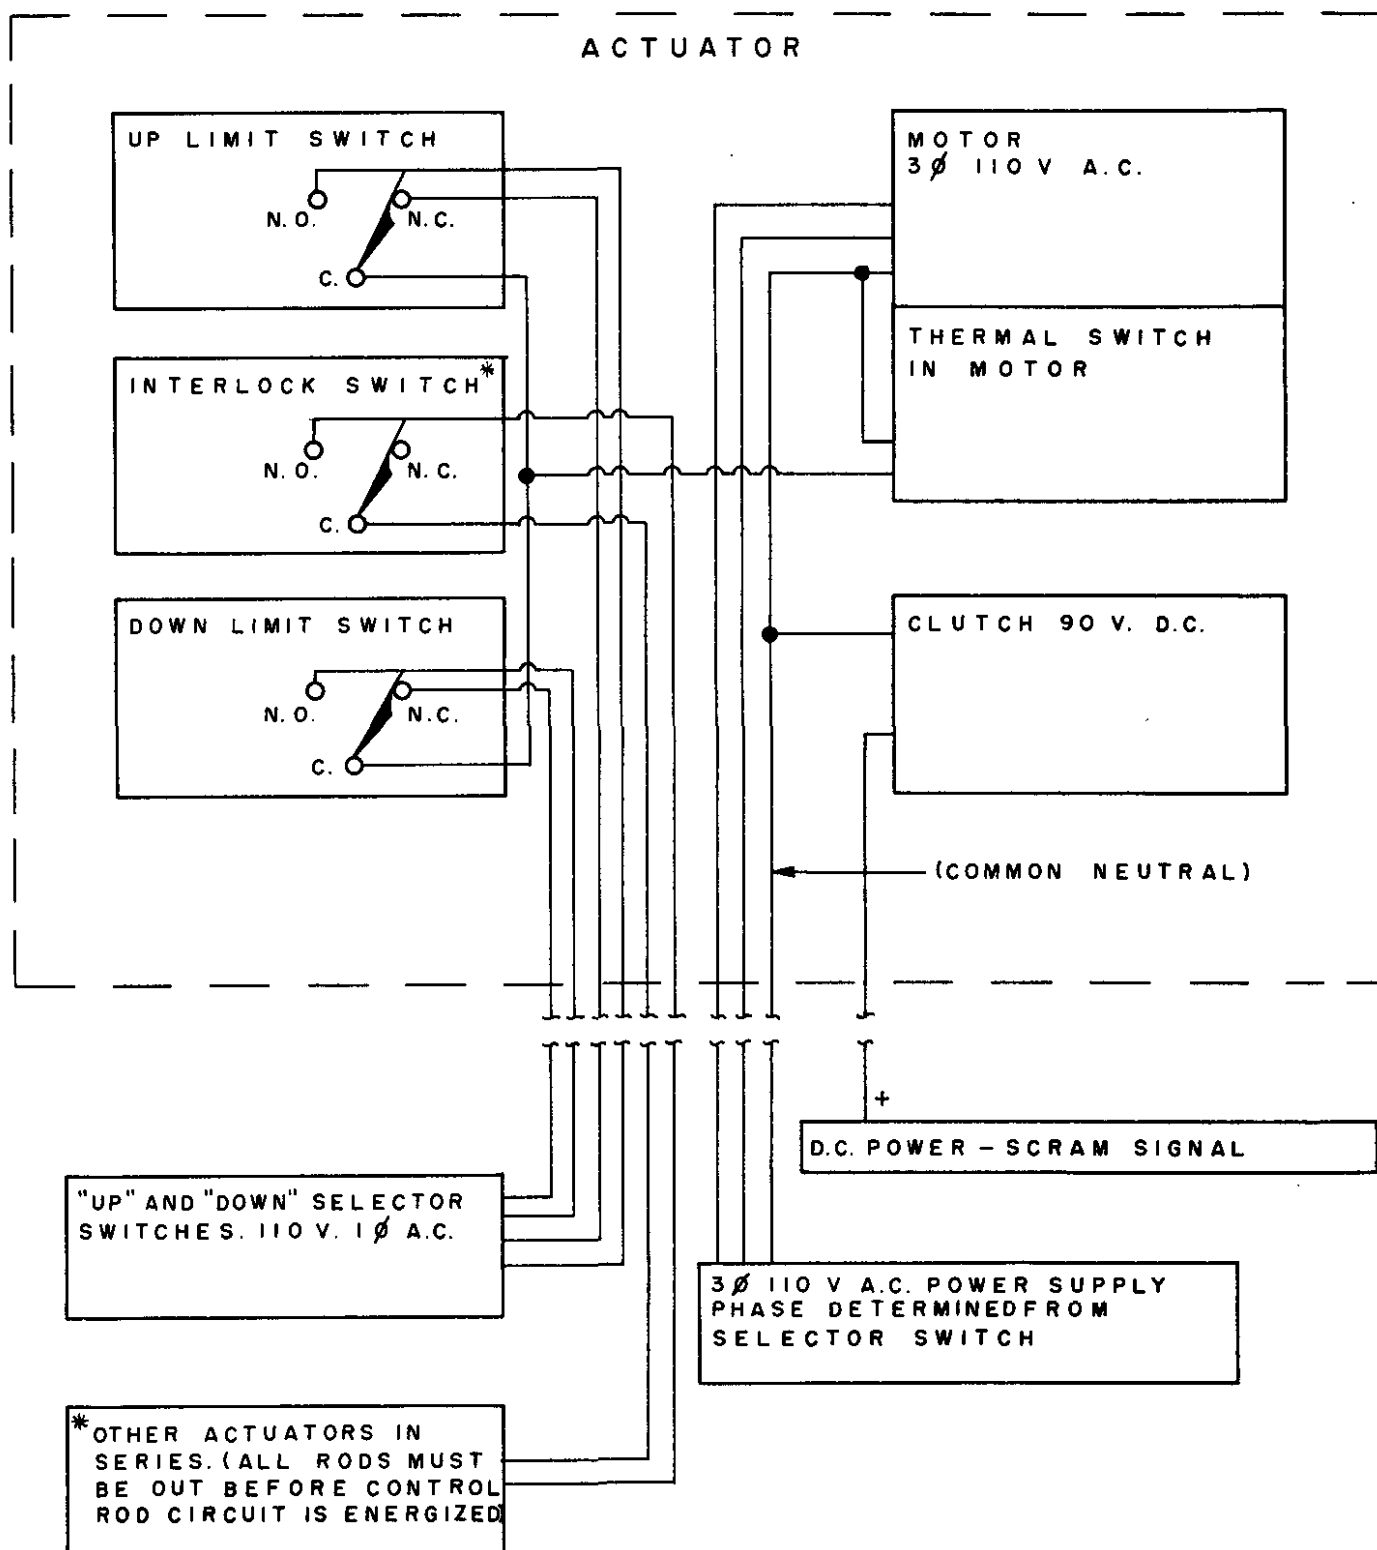 ACTUATOR
UP LIMIT SWITCH
N.O.
N.C.
C.
INTERLOCK SWITCH*
N.O.
N.C.
C.
DOWN LIMIT SWITCH
N.O.
N.C.
C.
MOTOR
3Ø 110 V A.C.
THERMAL SWITCH
IN MOTOR
CLUTCH 90 V. D.C.
(COMMON NEUTRAL)
+
D.C. POWER – SCRAM SIGNAL
"UP" AND "DOWN" SELECTOR
SWITCHES. 110 V. 1Ø A.C.
3Ø 110 V A.C. POWER SUPPLY
PHASE DETERMINED FROM
SELECTOR SWITCH
*OTHER ACTUATORS IN
SERIES. (ALL RODS MUST
BE OUT BEFORE CONTROL
ROD CIRCUIT IS ENERGIZED)